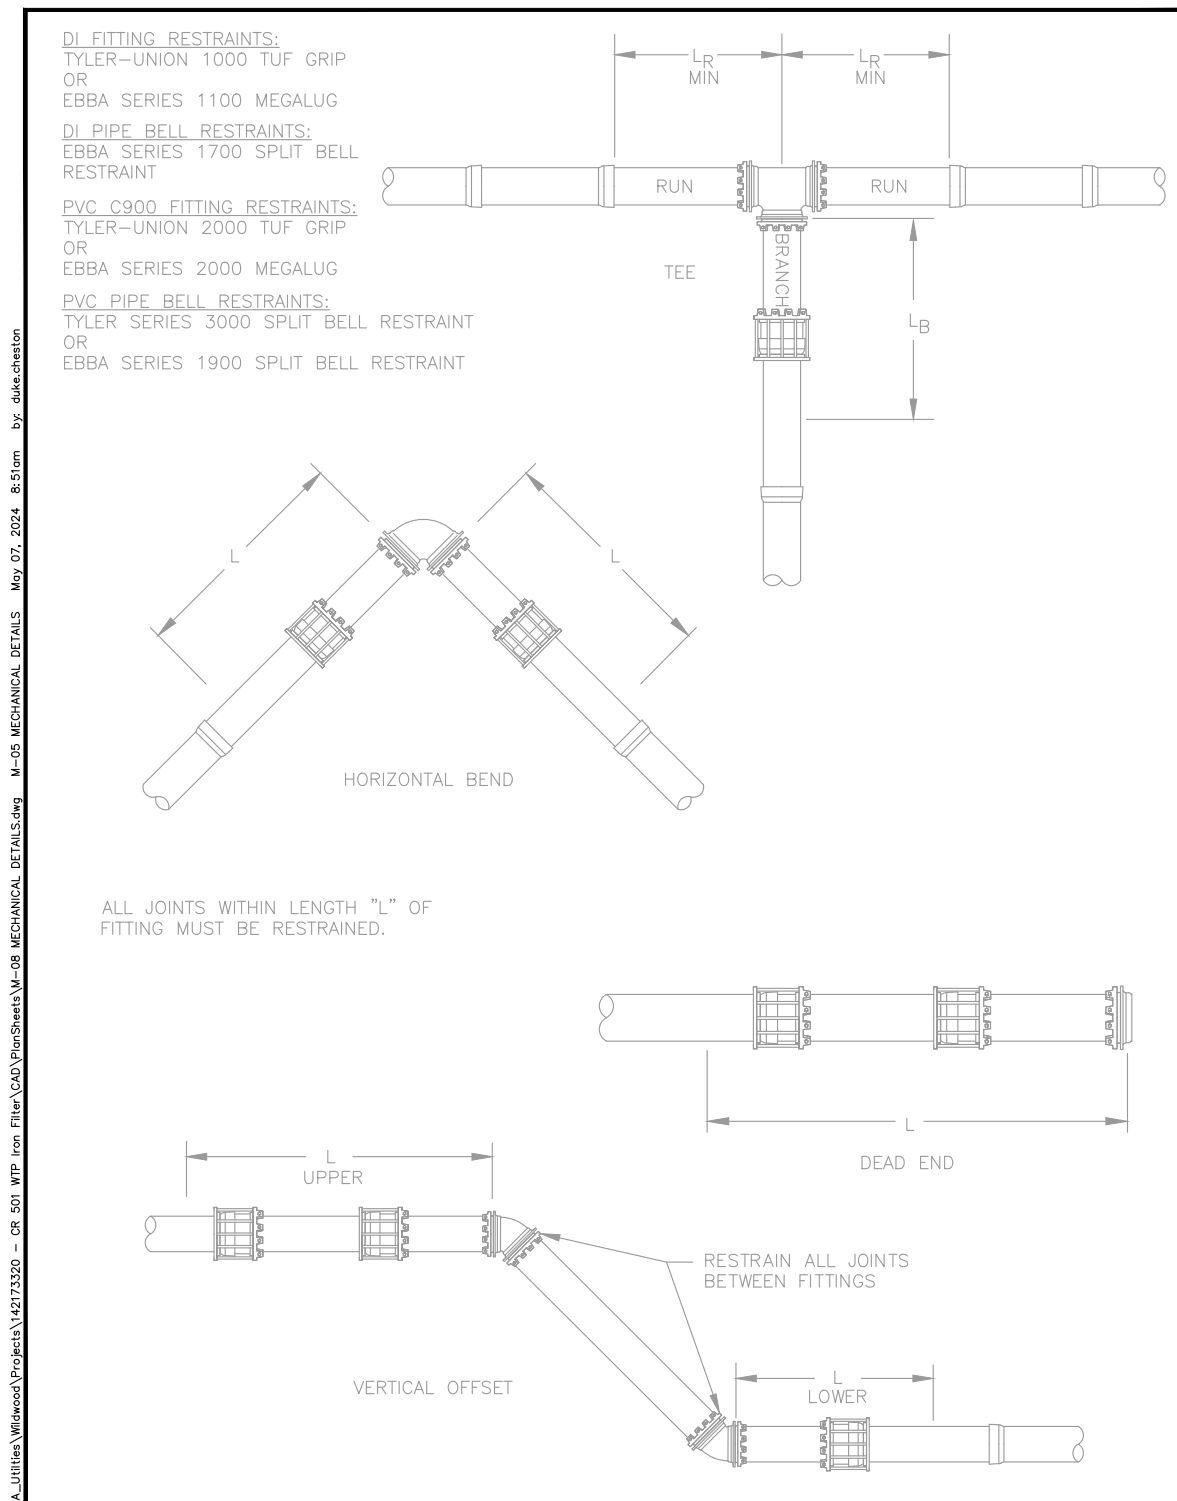 DI FITTING RESTRAINTS:
TYLER-UNION 1000 TUF GRIP
OR
EBBA SERIES 1100 MEGALUG
DI PIPE BELL RESTRAINTS:
EBBA SERIES 1700 SPLIT BELL
RESTRAINT
PVC C900 FITTING RESTRAINTS:
TYLER-UNION 2000 TUF GRIP
OR
EBBA SERIES 2000 MEGALUG
PVC PIPE BELL RESTRAINTS:
TYLER SERIES 3000 SPLIT BELL RESTRAINT
OR
EBBA SERIES 1900 SPLIT BELL RESTRAINT
LR
MIN
LR
MIN
RUN
RUN
BRANCH
TEE
LB
L
L
HORIZONTAL BEND
ALL JOINTS WITHIN LENGTH "L" OF
FITTING MUST BE RESTRAINED.
L
DEAD END
L
UPPER
RESTRAIN ALL JOINTS
BETWEEN FITTINGS
VERTICAL OFFSET
L
LOWER
A_Utilities\Wildwood\Projects\142173320 - CR 501 WTP Iron Filter\CAD\PlanSheets\M-08 MECHANICAL DETAILS.dwg M-05 MECHANICAL DETAILS May 07, 2024 8:51am by: duke.cheston